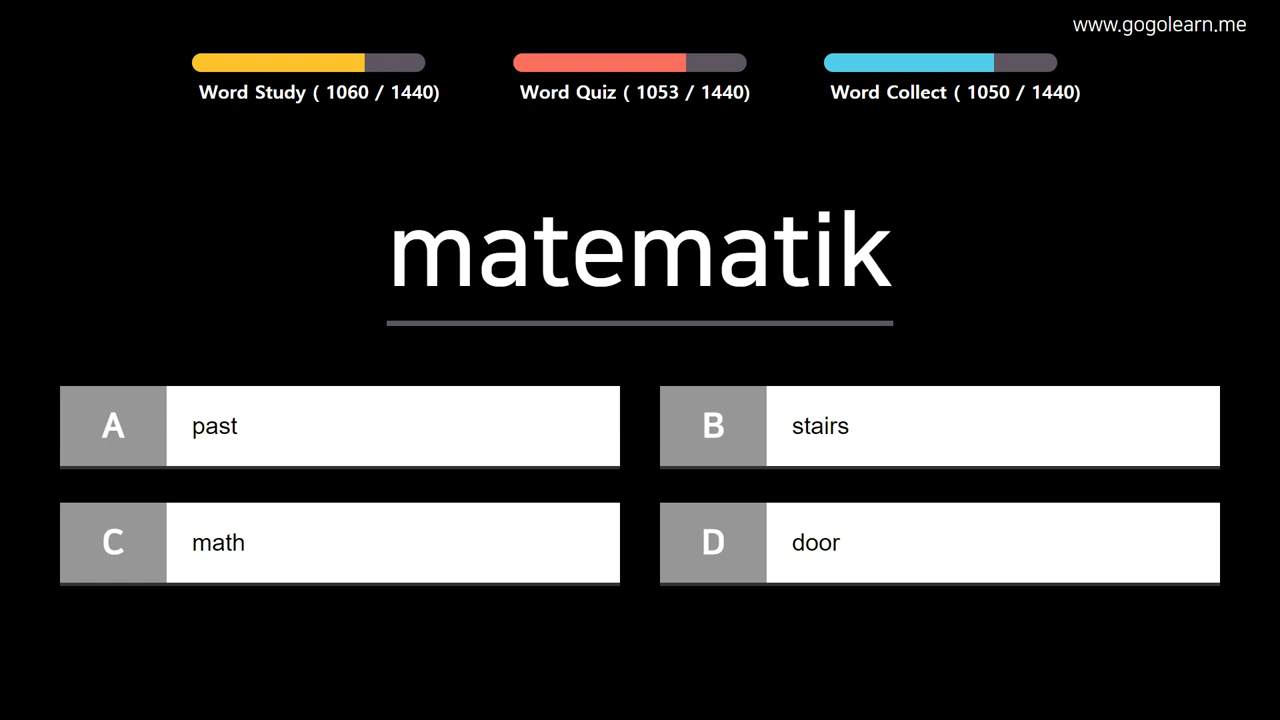 www.gogolearn.me
Word Study ( 1060 / 1440)
Word Quiz ( 1053 / 1440)
Word Collect ( 1050 / 1440)
matematik
A past
B stairs
C math
D door